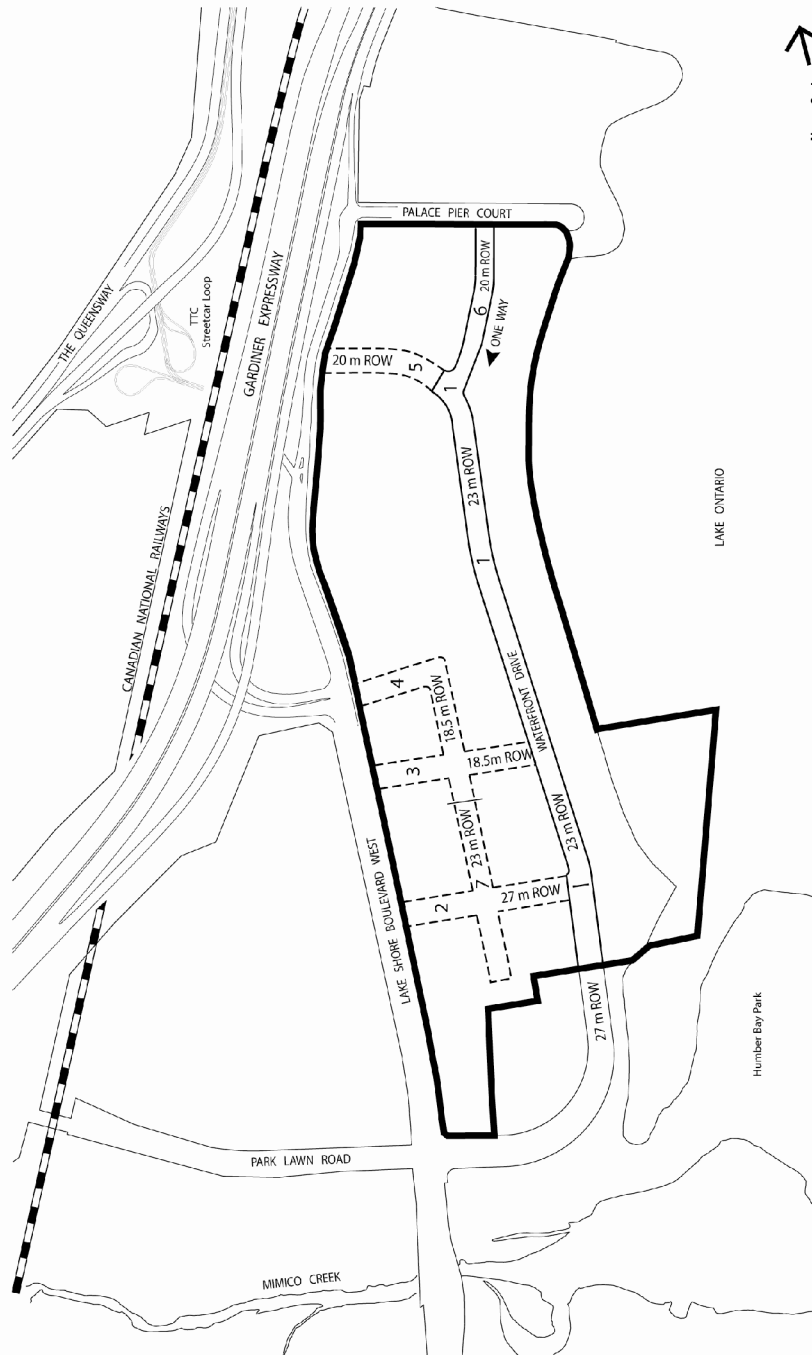 PALACE PIER COURT
THE QUEENSWAY
TTC
Streetcar Loop
GARDINER EXPRESSWAY
20 m ROW
6
ONE WAY
20 m ROW
5
1
23 m ROW
1
LAKE ONTARIO
CANADIAN NATIONAL RAILWAYS
WATERFRONT DRIVE
4
18.5 m ROW
3
18.5m ROW
23 m ROW
23 m ROW
7
2
27 m ROW
1
LAKE SHORE BOULEVARD WEST
27 m ROW
Humber Bay Park
PARK LAWN ROAD
MIMICO CREEK